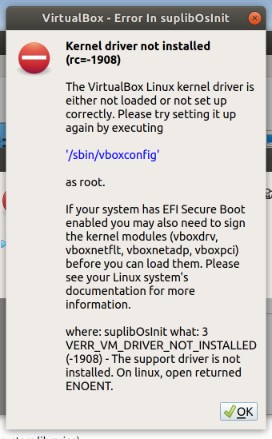 VirtualBox - Error In suplibOsInit
Kernel driver not installed
(rc=-1908)
The VirtualBox Linux kernel driver is
either not loaded or not set up
correctly. Please try setting it up
again by executing
'/sbin/vboxconfig'
as root.
If your system has EFI Secure Boot
enabled you may also need to sign
the kernel modules (vboxdrv,
vboxnetflt, vboxnetadp, vboxpci)
before you can load them. Please
see your Linux system's
documentation for more
information.
where: suplibOsInit what: 3
VERR_VM_DRIVER_NOT_INSTALLED
(-1908) - The support driver is not
installed. On linux, open returned
ENOENT.
OK